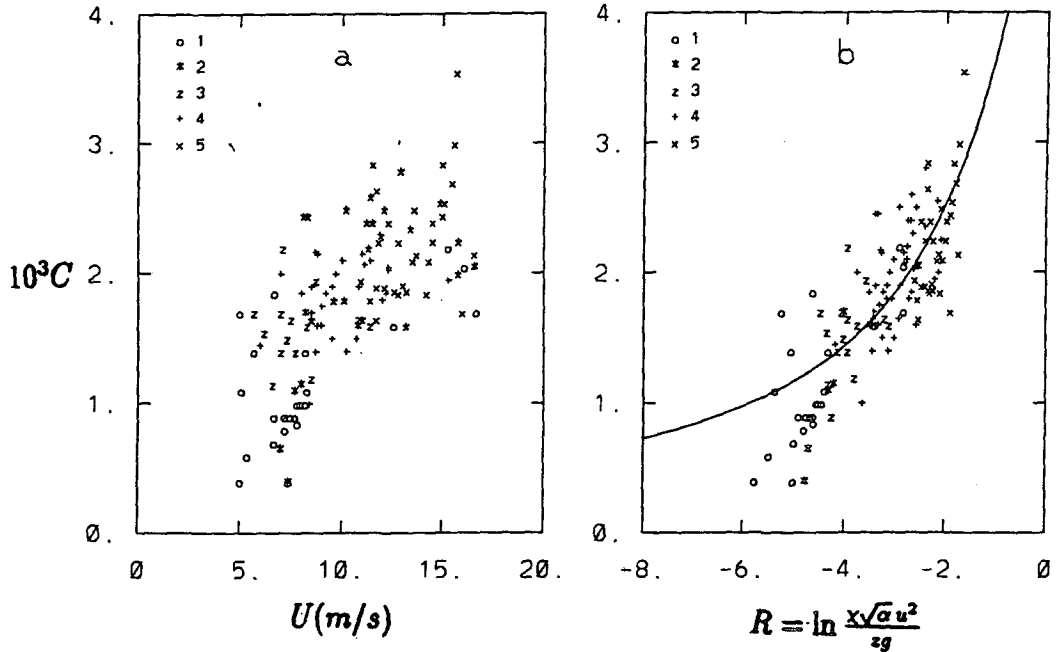 a
4.
3.
2.
1.
0.
10³C
o 1
* 2
z 3
+ 4
x 5
0. 5. 10. 15. 20.
U(m/s)
b
4.
3.
2.
1.
0.
o 1
* 2
z 3
+ 4
x 5
-8. -6. -4. -2. 0.
R = ln χ√α u² / zg